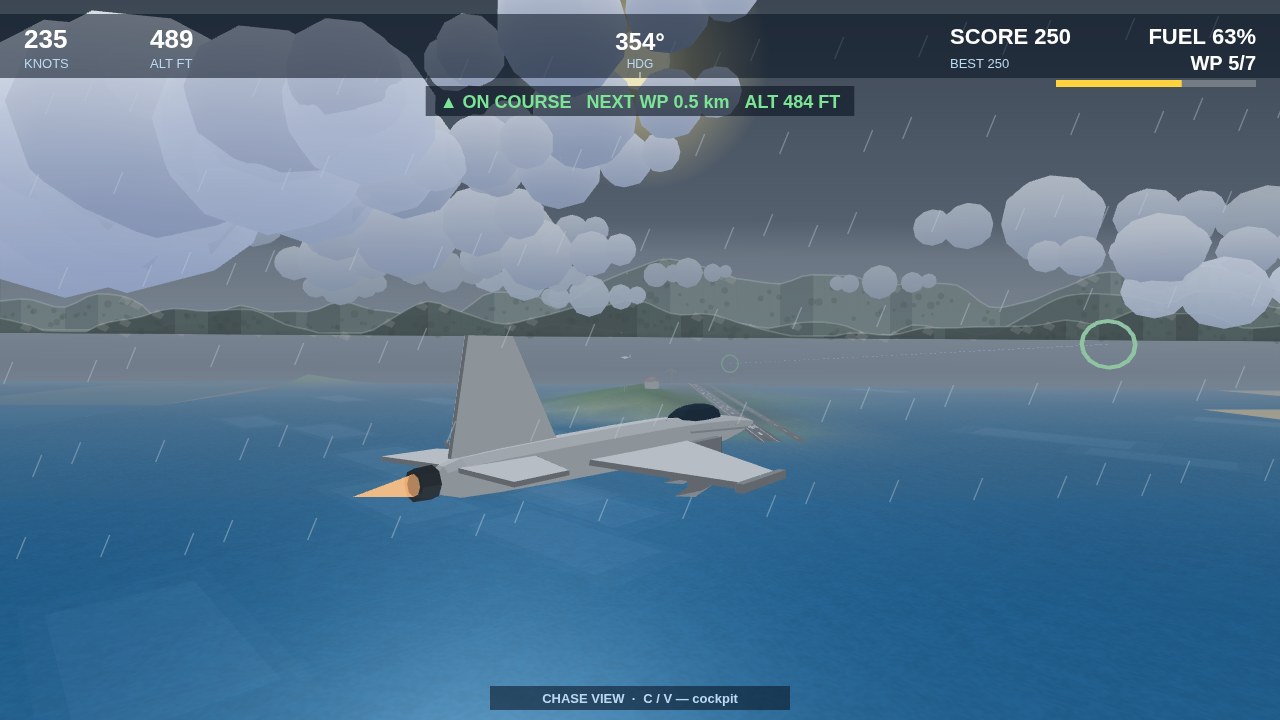 235
KNOTS
489
ALT FT
354°
HDG
SCORE 250
BEST 250
FUEL 63%
WP 5/7
▲ ON COURSE NEXT WP 0.5 km ALT 484 FT
CHASE VIEW · C / V — cockpit